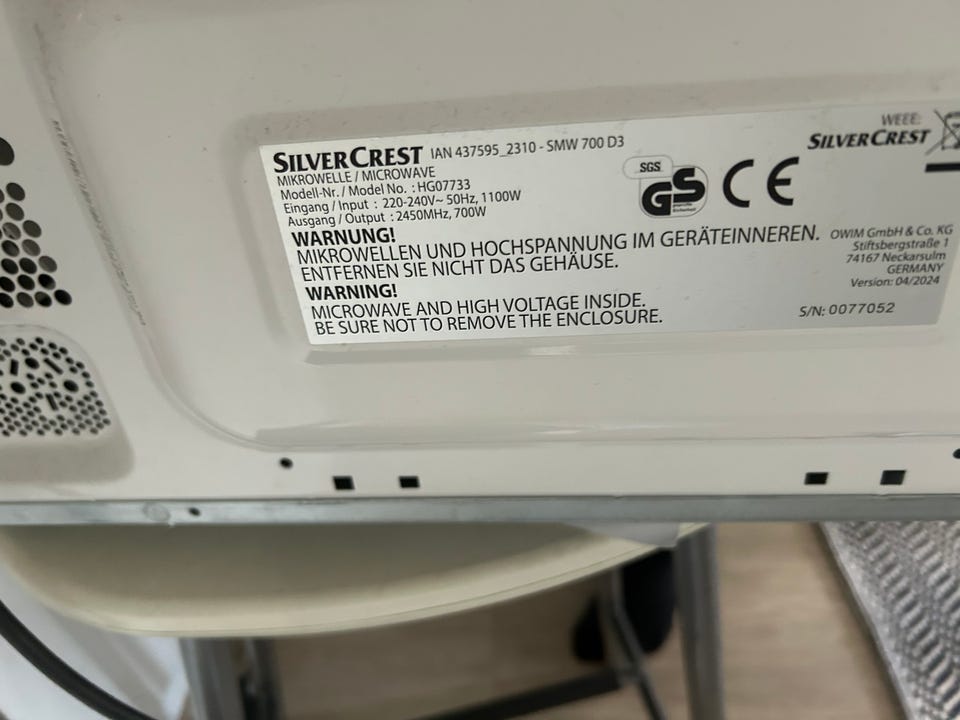 SILVERCREST IAN 437595_2310 - SMW 700 D3
MIKROWELLE / MICROWAVE
Modell-Nr. / Model No. : HG07733
Eingang / Input : 220-240V~ 50Hz, 1100W
Ausgang / Output : 2450MHz, 700W
WARNUNG!
MIKROWELLEN UND HOCHSPANNUNG IM GERÄTEINNEREN.
ENTFERNEN SIE NICHT DAS GEHÄUSE.
WARNING!
MICROWAVE AND HIGH VOLTAGE INSIDE.
BE SURE NOT TO REMOVE THE ENCLOSURE.
SGS
GS
geprüfte
Sicherheit
CE
WEEE:
SILVERCREST
OWIM GmbH & Co. KG
Stiftsbergstraße 1
74167 Neckarsulm
GERMANY
Version: 04/2024
S/N: 0077052